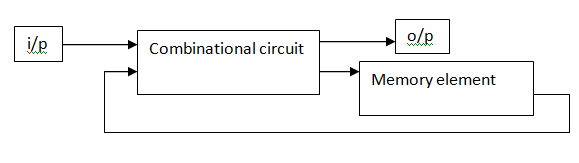 i/p
Combinational circuit
o/p
Memory element